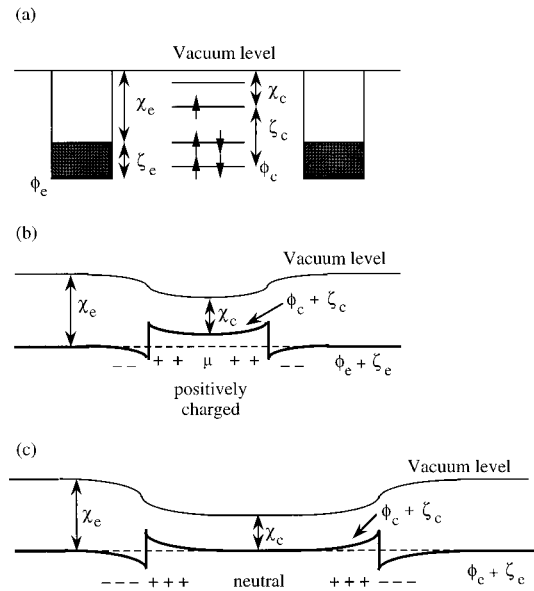 (a)
Vacuum level
χe
χc
ζc
ζe
ϕc
ϕe
(b)
Vacuum level
χe
χc
ϕc + ζc
-- + + μ + + --
ϕe + ζe
positively
charged
(c)
Vacuum level
χe
χc
ϕc + ζc
--- +++ neutral +++ ---
ϕe + ζe